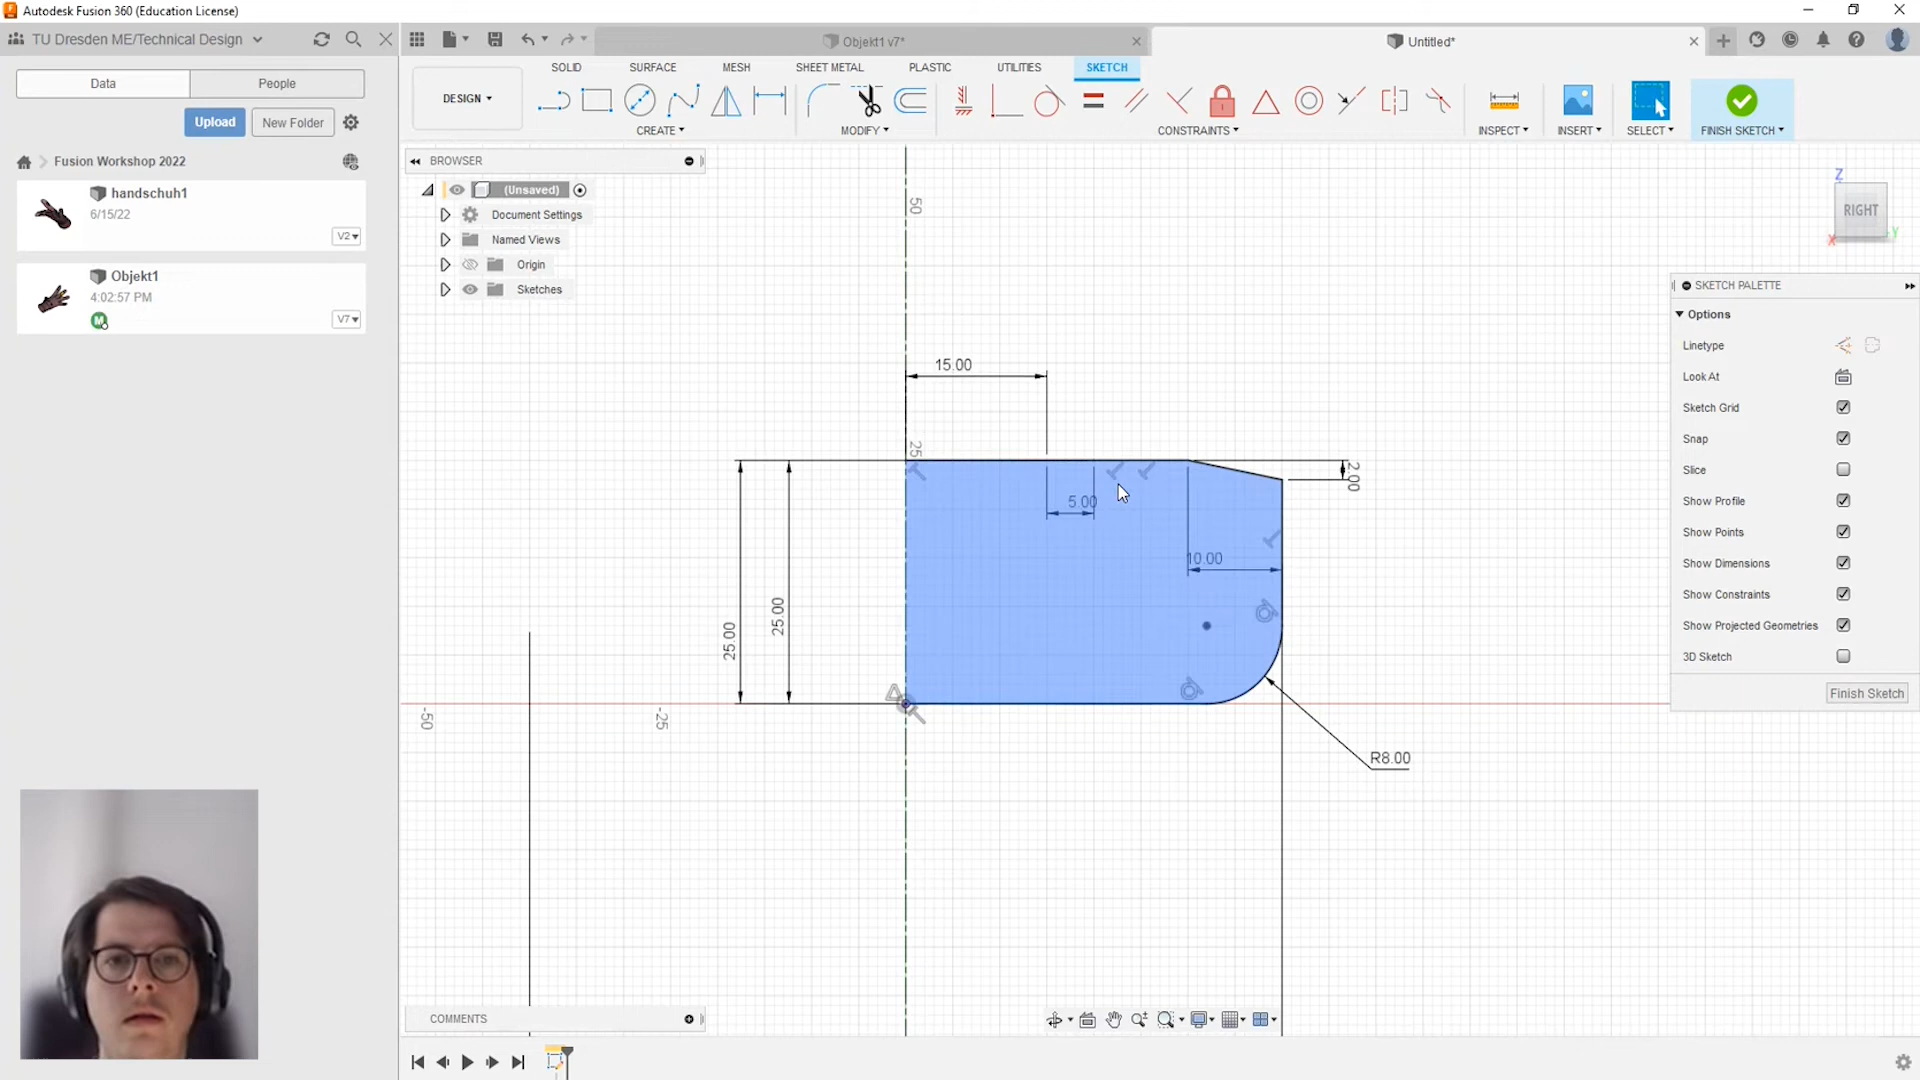 Autodesk Fusion 360 (Education License)
TU Dresden ME/Technical Design
Objekt1 v7*
Untitled*
Data
People
Upload
New Folder
Fusion Workshop 2022
handschuh1
6/15/22
V2
Objekt1
4:02:57 PM
M
V7
DESIGN
SOLID
SURFACE
MESH
SHEET METAL
PLASTIC
UTILITIES
SKETCH
CREATE
MODIFY
CONSTRAINTS
INSPECT
INSERT
SELECT
FINISH SKETCH
BROWSER
(Unsaved)
Document Settings
Named Views
Origin
Sketches
50
25
-25
-50
15.00
5.00
10.00
2.00
25.00
25.00
R8.00
Z
RIGHT
X
Y
SKETCH PALETTE
Options
Linetype
Look At
Sketch Grid
Snap
Slice
Show Profile
Show Points
Show Dimensions
Show Constraints
Show Projected Geometries
3D Sketch
Finish Sketch
COMMENTS